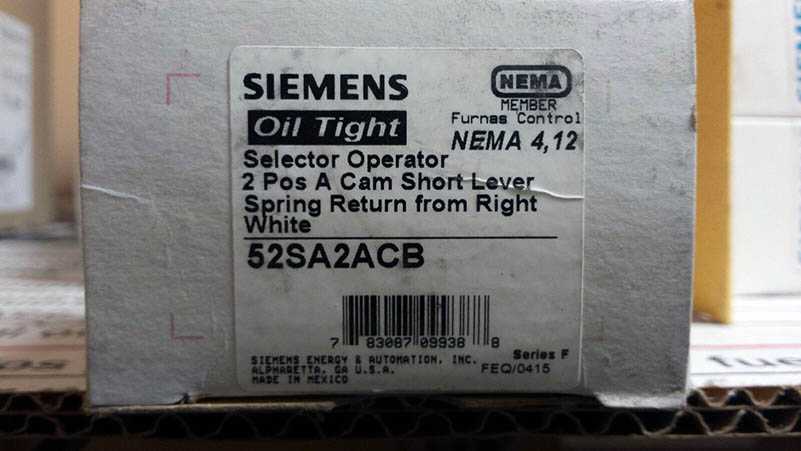 SIEMENS
NEMA
MEMBER
Furnas Control
Oil Tight
NEMA 4,12
Selector Operator
2 Pos A Cam Short Lever
Spring Return from Right
White
52SA2ACB
7 83087 09938 8
Series F
SIEMENS ENERGY & AUTOMATION, INC.
ALPHARETTA, GA U.S.A. FEQ/0415
MADE IN MEXICO